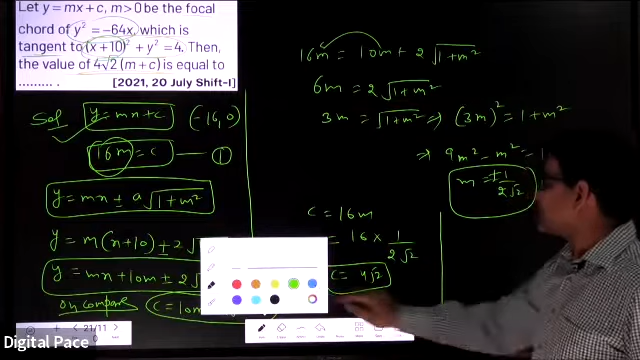 Let y = mx + c, m > 0 be the focal
chord of y² = −64x, which is
tangent to (x + 10)² + y² = 4. Then,
the value of 4√2 (m + c) is equal to
.......... . [2021, 20 July Shift-I]
Sol y = mx + c (-16, 0)
16m = c — ①
y = mx ± a√1+m²
y = m(x+10) ± 2√
y = mx + 10m ± 2√
On Compare C = 10m
16m = 10m + 2√1+m²
6m = 2√1+m²
3m = √1+m² ⇒ (3m)² = 1+m²
⇒ 9m² − m² = 1
m = ± 1/2√2
C = 16m
= 16 × 1/2√2
C = 4√2
21/11
Digital Pace